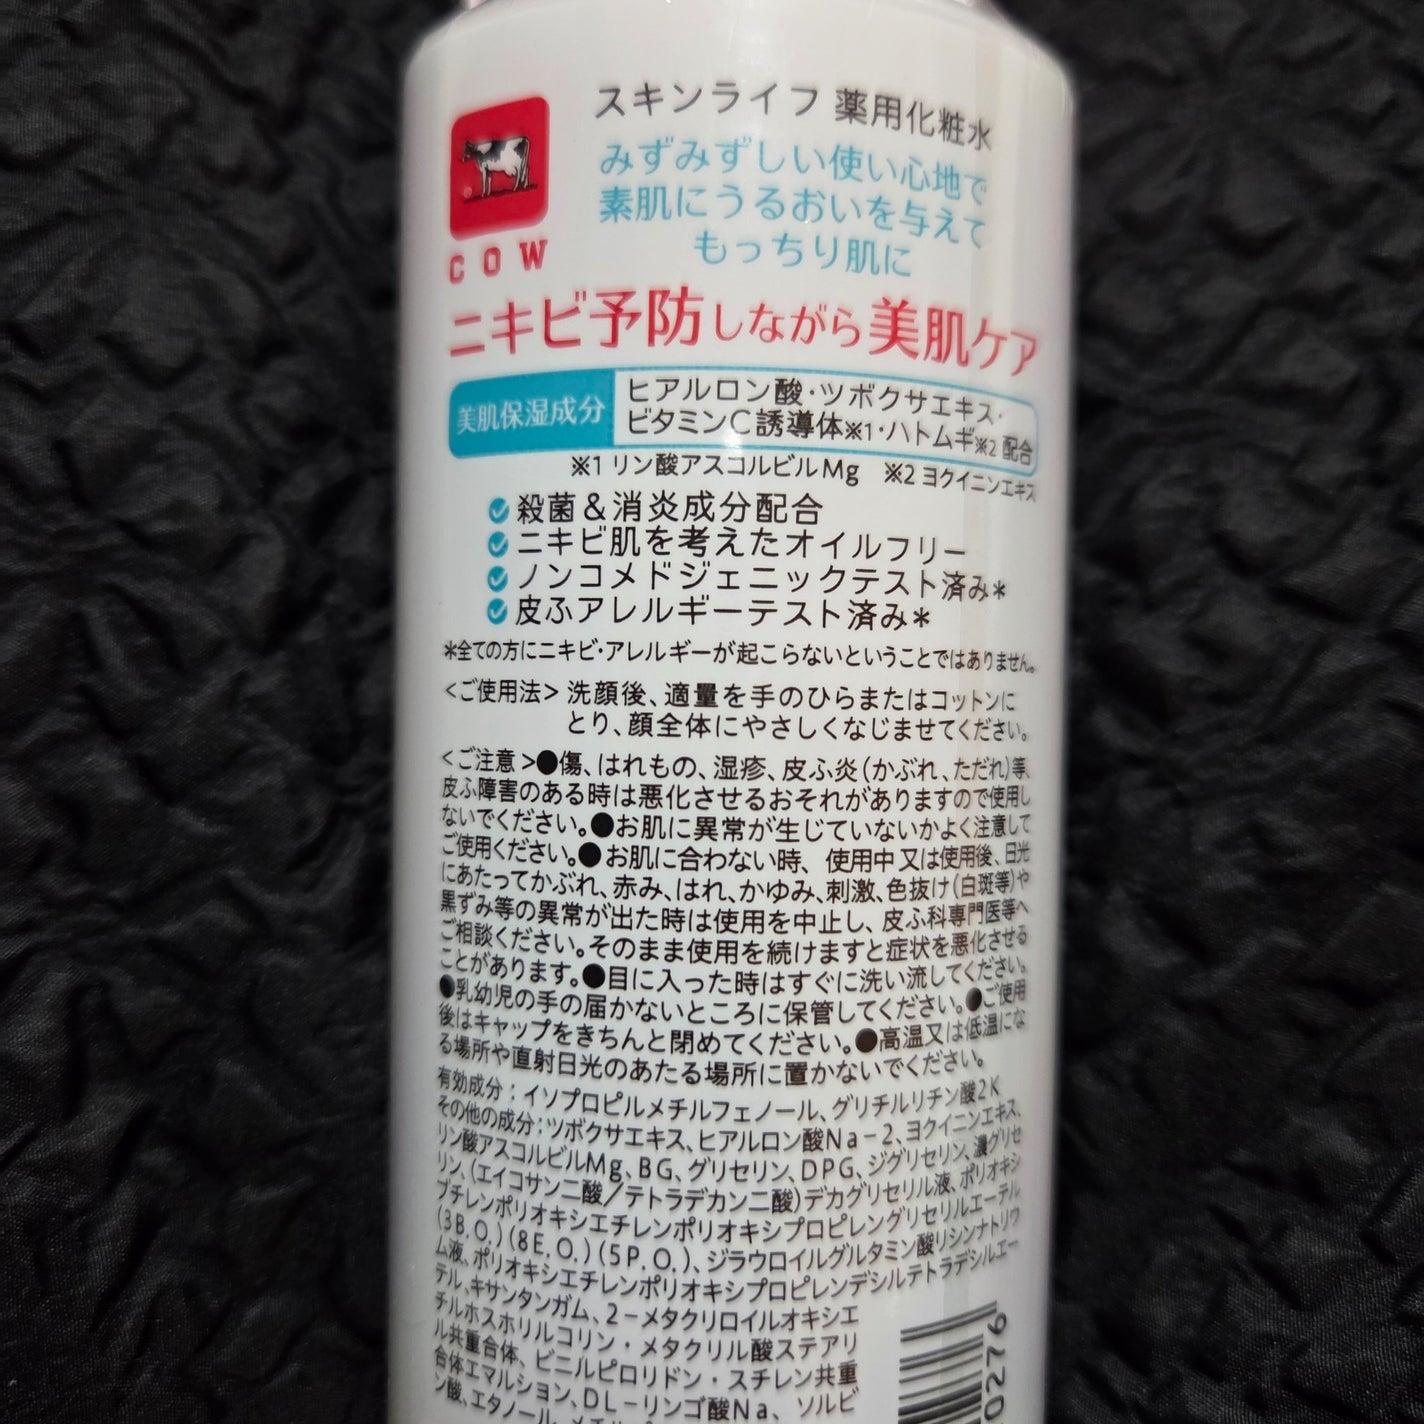 スキンライフ 薬用化粧水
みずみずしい使い心地で
素肌にうるおいを与えて
もっちり肌に
COW
ニキビ予防しながら美肌ケア
美肌保湿成分
ヒアルロン酸・ツボクサエキス・
ビタミンC誘導体※1・ハトムギ※2 配合
※1 リン酸アスコルビルMg ※2 ヨクイニンエキス
殺菌&消炎成分配合
ニキビ肌を考えたオイルフリー
ノンコメドジェニックテスト済み*
皮ふアレルギーテスト済み*
*全ての方にニキビ・アレルギーが起こらないということではありません。
<ご使用法> 洗顔後、適量を手のひらまたはコットンに
とり、顔全体にやさしくなじませてください。
<ご注意>●傷、はれもの、湿疹、皮ふ炎(かぶれ、ただれ)等、
皮ふ障害のある時は悪化させるおそれがありますので使用し
ないでください。●お肌に異常が生じていないかよく注意して
ご使用ください。●お肌に合わない時、使用中又は使用後、日光
にあたってかぶれ、赤み、はれ、かゆみ、刺激、色抜け(白斑等)や
黒ずみ等の異常が出た時は使用を中止し、皮ふ科専門医等へ
ご相談ください。そのまま使用を続けますと症状を悪化させる
ことがあります。●目に入った時はすぐに洗い流してください。
●乳幼児の手の届かないところに保管してください。●ご使用
後はキャップをきちんと閉めてください。●高温又は低温にな
る場所や直射日光のあたる場所に置かないでください。
有効成分：イソプロピルメチルフェノール、グリチルリチン酸2K
その他の成分：ツボクサエキス、ヒアルロン酸Na-2、ヨクイニンエキス、
リン酸アスコルビルMg、BG、グリセリン、DPG、ジグリセリン、濃グリセ
リン、(エイコサン二酸/テトラデカン二酸)デカグリセリル液、ポリオキシ
ブチレンポリオキシエチレンポリオキシプロピレングリセリルエーテル
(3B.O.)(8E.O.)(5P.O.)、ジラウロイルグルタミン酸リシンナトリウ
ム液、ポリオキシエチレンポリオキシプロピレンデシルテトラデシルエー
テル、キサンタンガム、2-メタクリロイルオキシエ
チルホスホリルコリン・メタクリル酸ステアリ
ル共重合体、ビニルピロリドン・スチレン共重
合体エマルション、DL-リンゴ酸Na、ソルビ
ン酸、エタノール、
0276